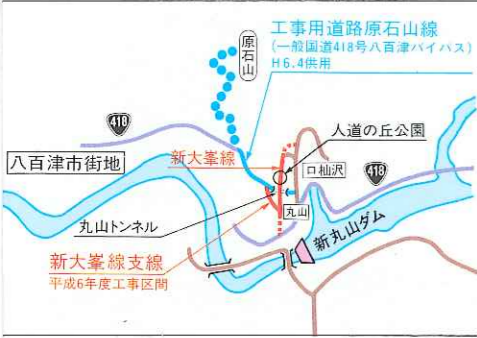 工事用道路原石山線
(一般国道418号八百津バイパス)
H6.4供用
原石山
418
人道の丘公園
新大峯線
口杣沢
418
八百津市街地
丸山トンネル
丸山
新丸山ダム
新大峯線支線
平成6年度工事区間